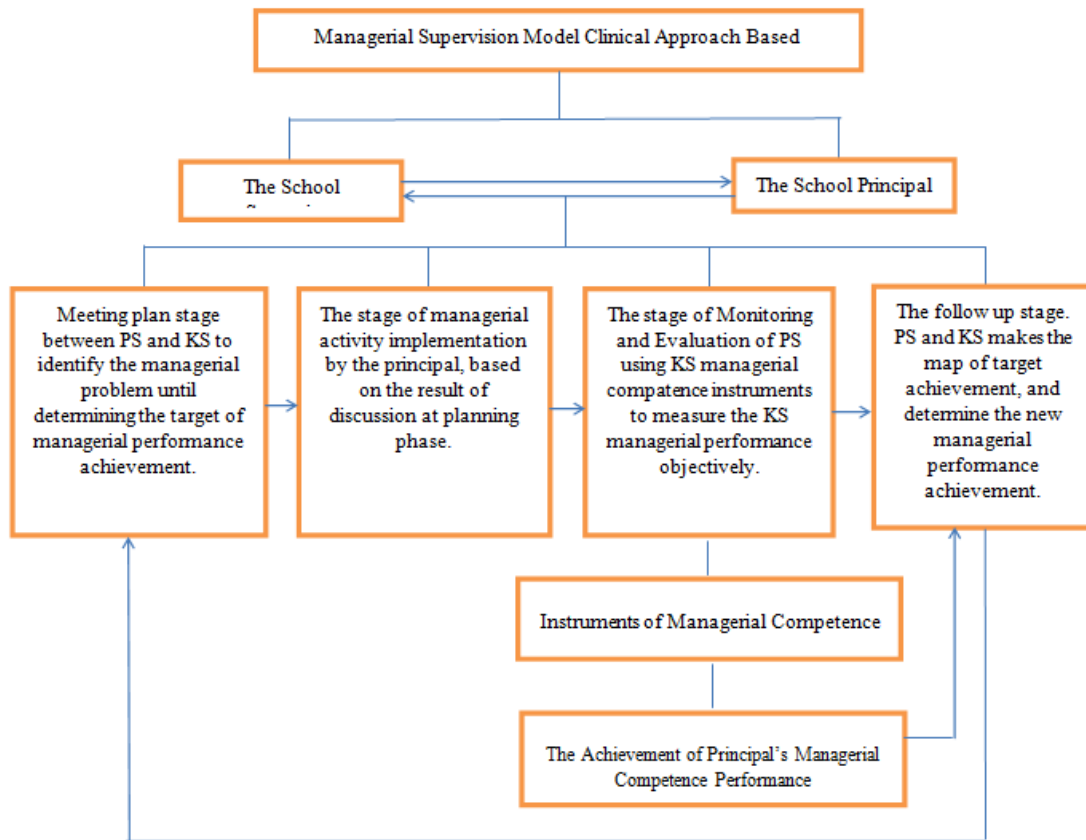 Managerial Supervision Model Clinical Approach Based
The School
The School Principal
Meeting plan stage
between PS and KS to
identify the managerial
problem until
determining the target of
managerial performance
achievement.
The stage of managerial
activity implementation
by the principal, based
on the result of
discussion at planning
phase.
The stage of Monitoring
and Evaluation of PS
using KS managerial
compatence instruments
to measure the KS
managerial performance
objectively.
The follow up stage.
PS and KS makes the
map of target
achievement, and
determine the new
managerial
performance
achievement.
Instruments of Managerial Competence
The Achievement of Principal’s Managerial
Competence Performance